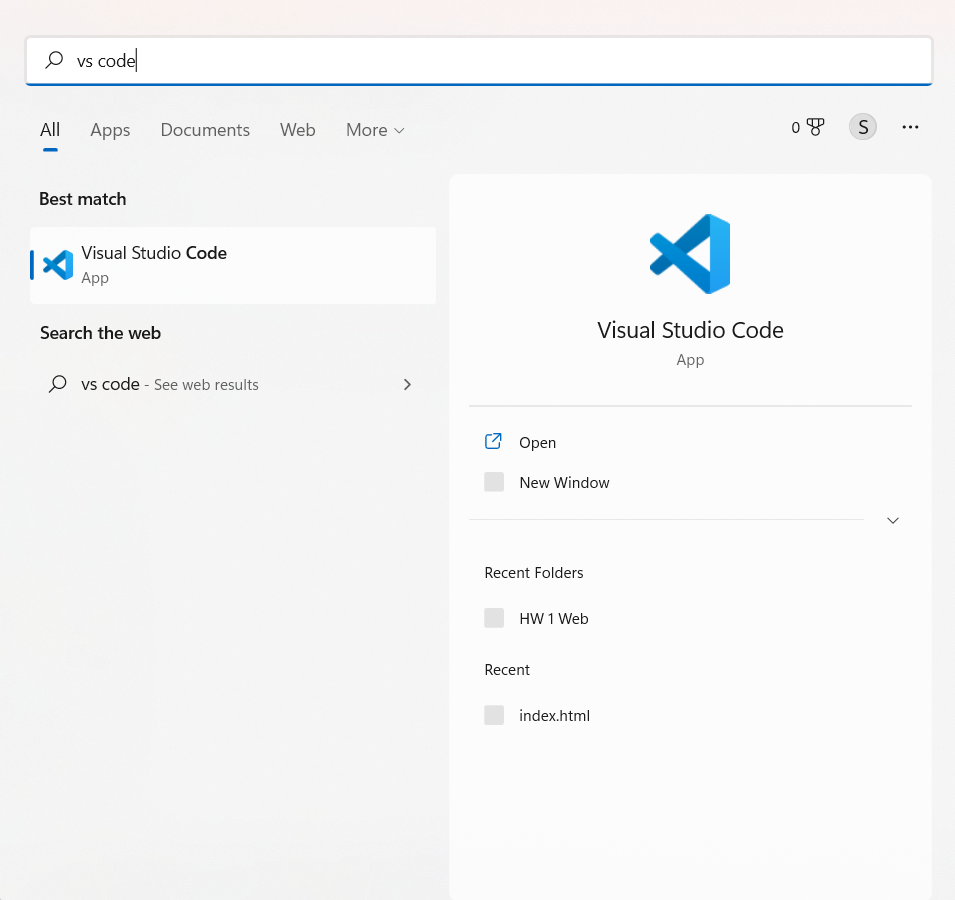 vs code
All Apps Documents Web More
0 S
Best match
Visual Studio Code
App
Search the web
vs code - See web results
Visual Studio Code
App
Open
New Window
Recent Folders
HW 1 Web
Recent
index.html